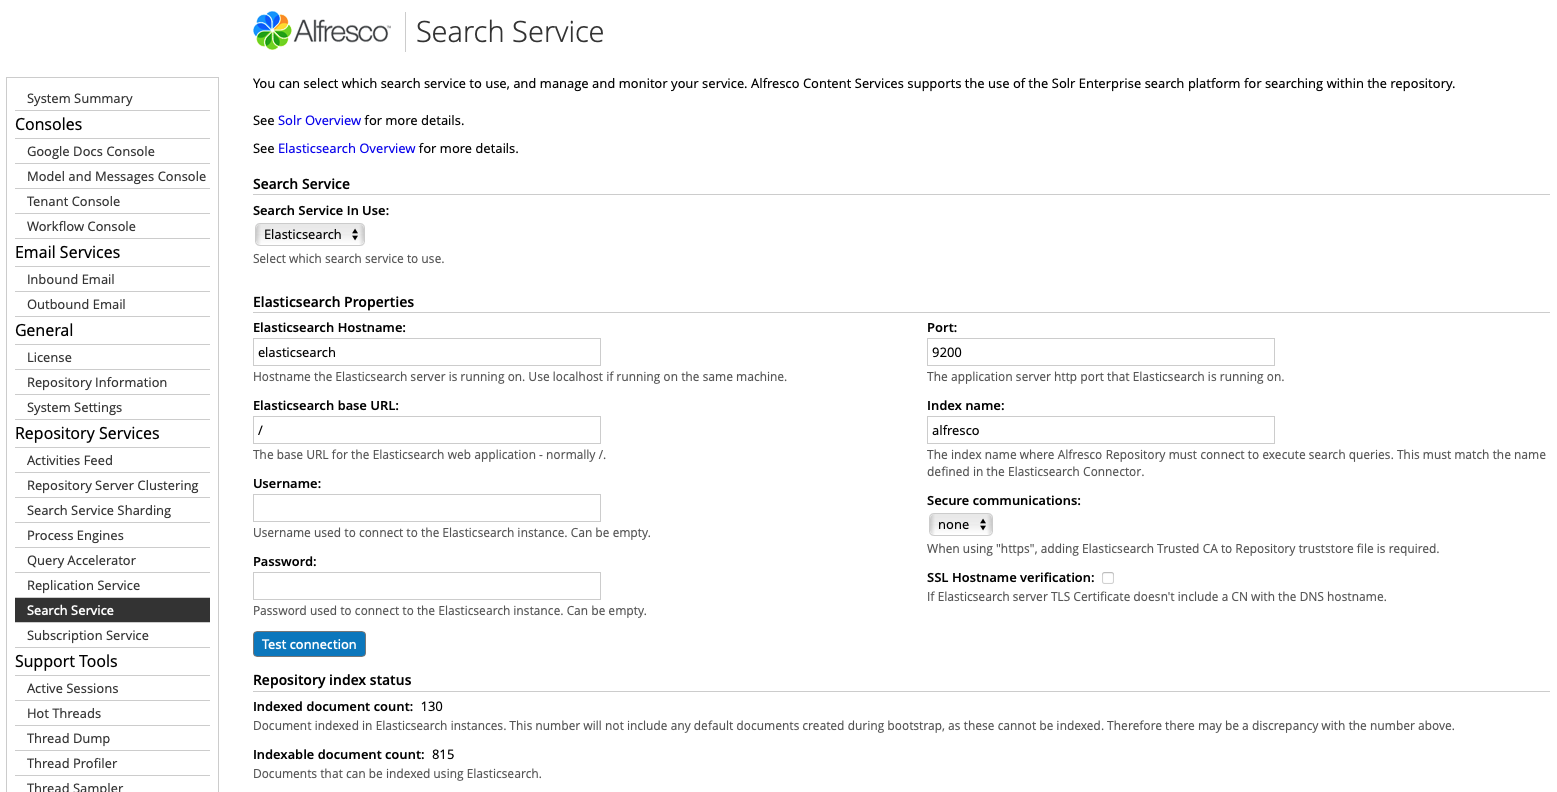 Alfresco
Search Service
System Summary
Consoles
Google Docs Console
Model and Messages Console
Tenant Console
Workflow Console
Email Services
Inbound Email
Outbound Email
General
License
Repository Information
System Settings
Repository Services
Activities Feed
Repository Server Clustering
Search Service Sharding
Process Engines
Query Accelerator
Replication Service
Search Service
Subscription Service
Support Tools
Active Sessions
Hot Threads
Thread Dump
Thread Profiler
Thread Sampler
You can select which search service to use, and manage and monitor your service. Alfresco Content Services supports the use of the Solr Enterprise search platform for searching within the repository.
See Solr Overview for more details.
See Elasticsearch Overview for more details.
Search Service
Search Service In Use:
Elasticsearch
Select which search service to use.
Elasticsearch Properties
Elasticsearch Hostname:
elasticsearch
Hostname the Elasticsearch server is running on. Use localhost if running on the same machine.
Elasticsearch base URL:
/
The base URL for the Elasticsearch web application - normally /.
Username:
Username used to connect to the Elasticsearch instance. Can be empty.
Password:
Password used to connect to the Elasticsearch instance. Can be empty.
Test connection
Port:
9200
The application server http port that Elasticsearch is running on.
Index name:
alfresco
The index name where Alfresco Repository must connect to execute search queries. This must match the name
defined in the Elasticsearch Connector.
Secure communications:
none
When using "https", adding Elasticsearch Trusted CA to Repository truststore file is required.
SSL Hostname verification:
If Elasticsearch server TLS Certificate doesn't include a CN with the DNS hostname.
Repository index status
Indexed document count: 130
Document indexed in Elasticsearch instances. This number will not include any default documents created during bootstrap, as these cannot be indexed. Therefore there may be a discrepancy with the number above.
Indexable document count: 815
Documents that can be indexed using Elasticsearch.